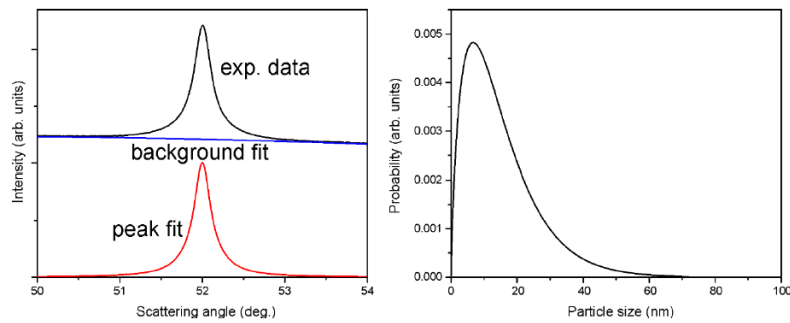 exp. data
background fit
peak fit
Intensity (arb. units)
50 51 52 53 54
Scattering angle (deg.)
0.005
0.004
0.003
0.002
0.001
0.000
Probability (arb. units)
0 20 40 60 80 100
Particle size (nm)